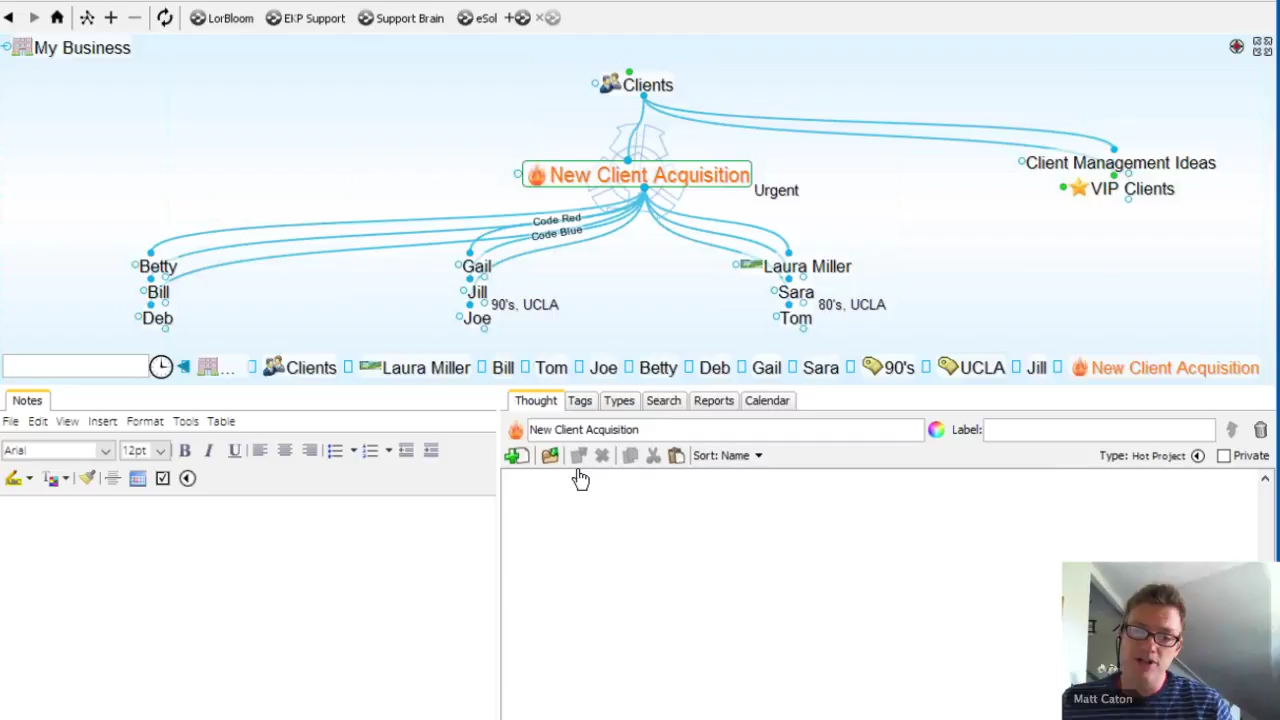 LorBloom EKP Support Support Brain eSol
My Business
Clients
Client Management Ideas
New Client Acquisition
VIP Clients
Urgent
Code Red
Code Blue
Betty Gail Laura Miller
Bill Jill Sara
90's, UCLA 80's, UCLA
Deb Joe Tom
... Clients Laura Miller Bill Tom Joe Betty Deb Gail Sara 90's UCLA Jill New Client Acquisition
Notes Thought Tags Types Search Reports Calendar
File Edit View Insert Format Tools Table
New Client Acquisition Label:
Arial 12pt B I U
Sort: Name Type: Hot Project Private
Matt Caton